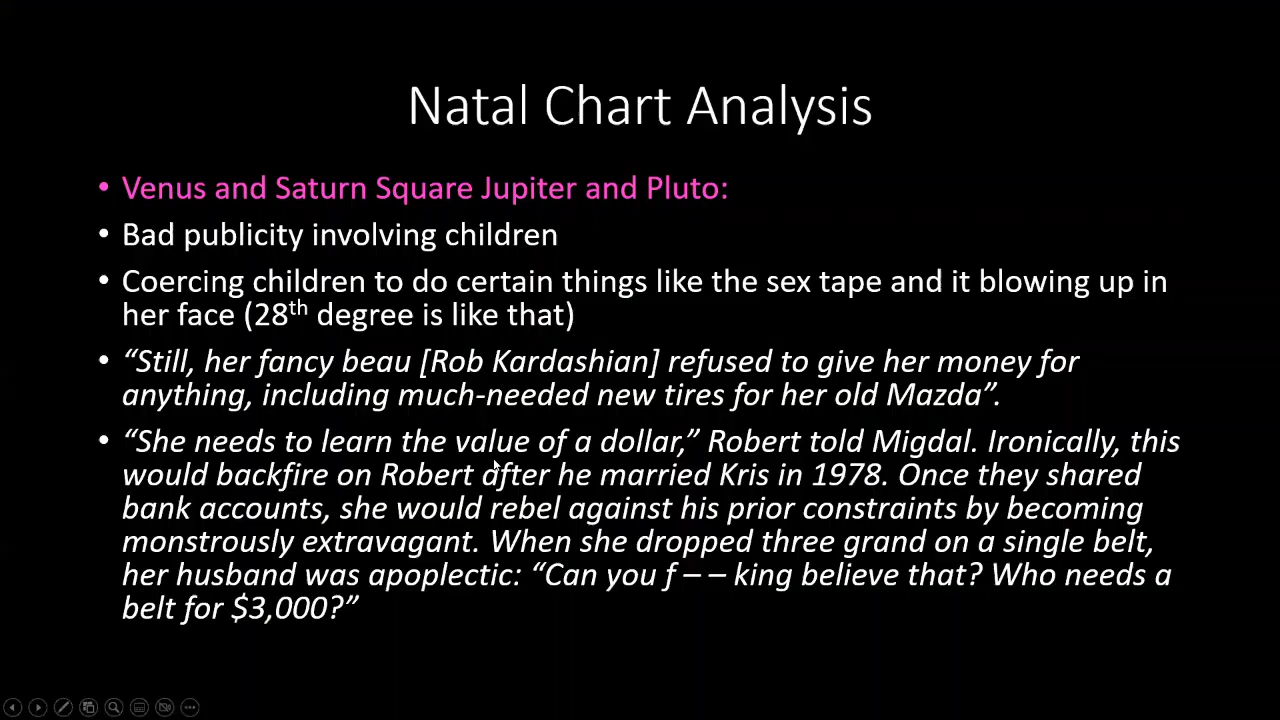 Natal Chart Analysis
• Venus and Saturn Square Jupiter and Pluto:
• Bad publicity involving children
• Coercing children to do certain things like the sex tape and it blowing up in
her face (28th degree is like that)
• “Still, her fancy beau [Rob Kardashian] refused to give her money for
anything, including much-needed new tires for her old Mazda”.
• “She needs to learn the value of a dollar,” Robert told Migdal. Ironically, this
would backfire on Robert after he married Kris in 1978. Once they shared
bank accounts, she would rebel against his prior constraints by becoming
monstrously extravagant. When she dropped three grand on a single belt,
her husband was apoplectic: “Can you f – – king believe that? Who needs a
belt for $3,000?”